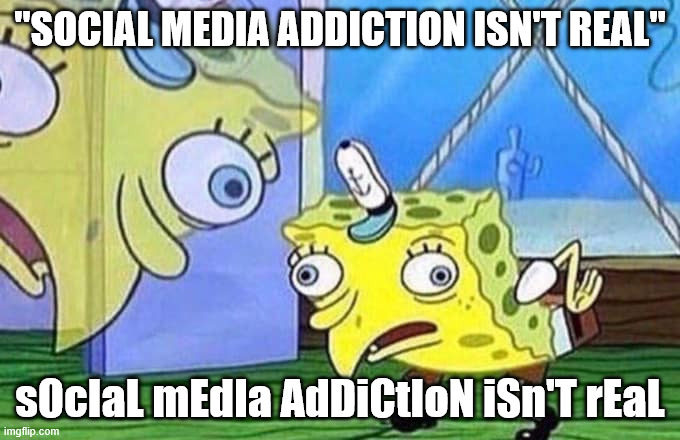 "SOCIAL MEDIA ADDICTION ISN'T REAL"
sOcIaL mEdIa AdDiCtIoN iSn'T rEaL
imgflip.com